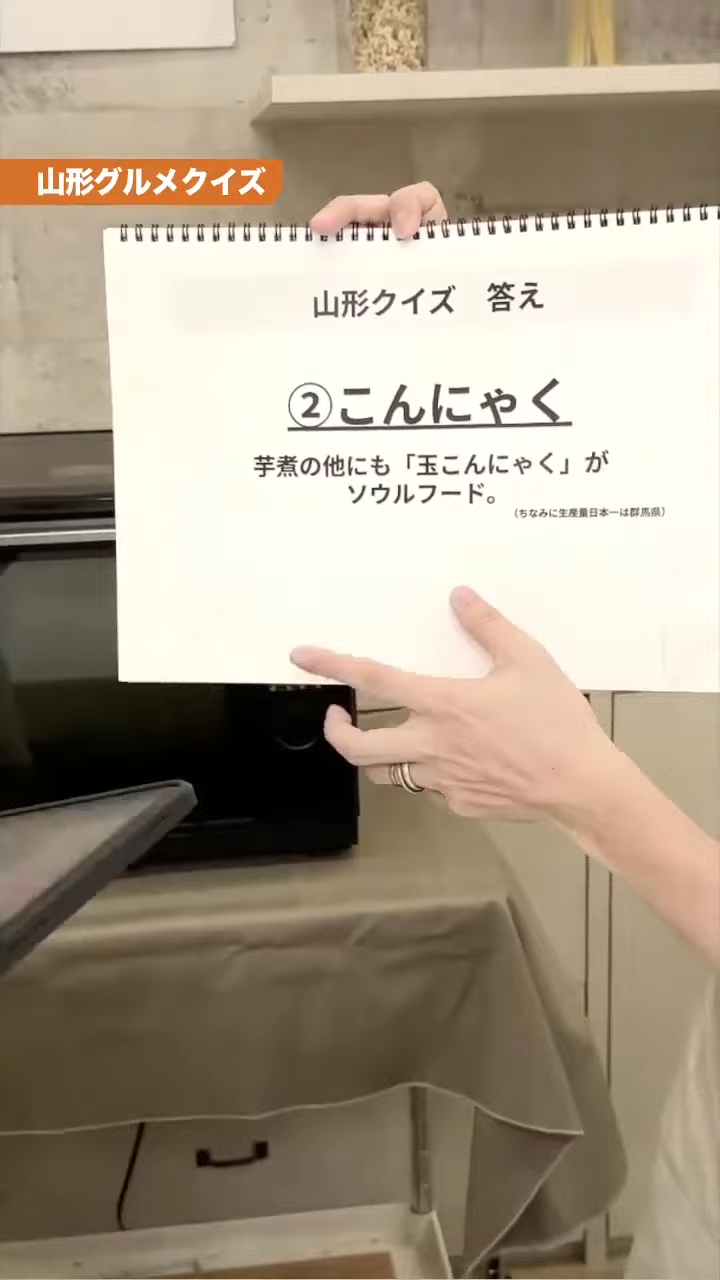 山形グルメクイズ
山形クイズ　答え
②こんにゃく
芋煮の他にも「玉こんにゃく」が
ソウルフード。
（ちなみに生産量日本一は群馬県）